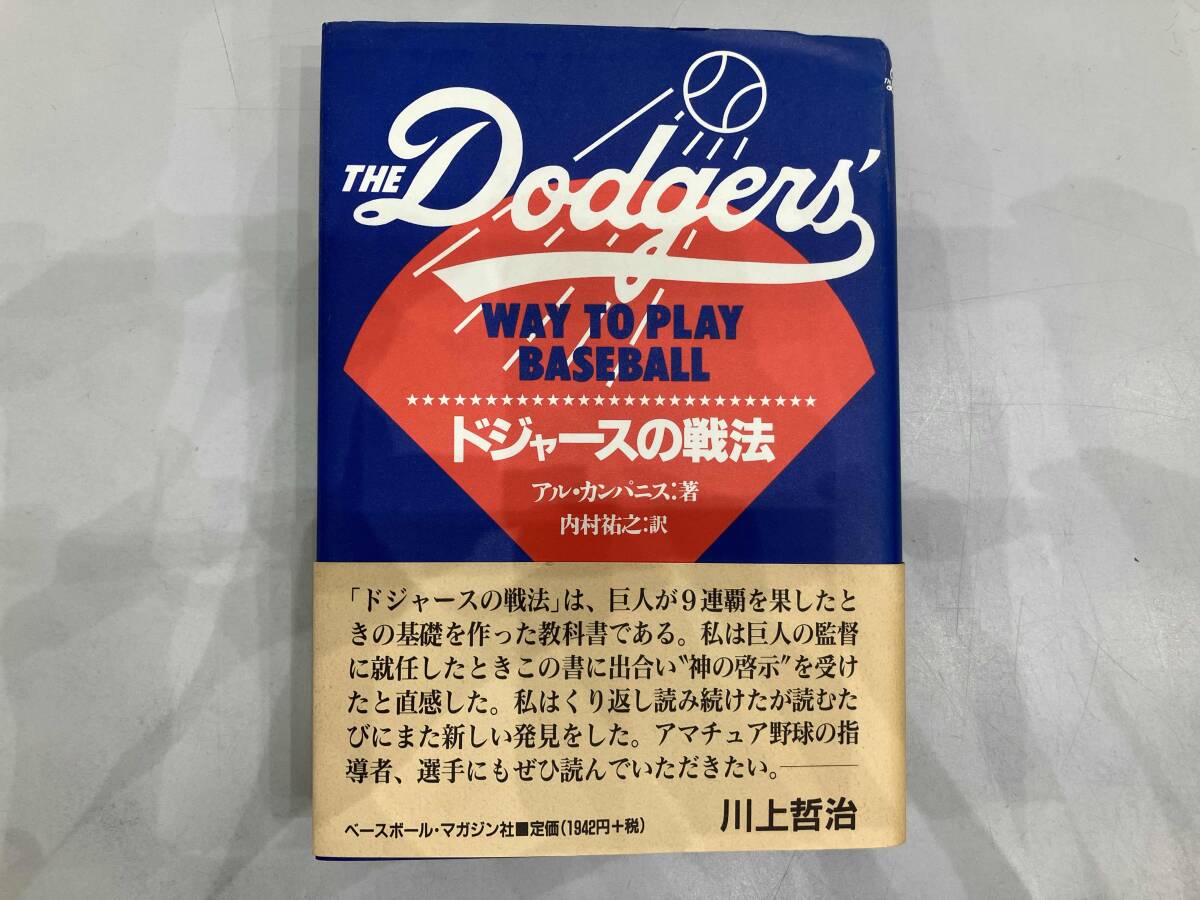 THE Dodgers'
WAY TO PLAY
BASEBALL
ドジャースの戦法
アル・カンパニス:著
内村祐之:訳
「ドジャースの戦法」は、巨人が9連覇を果したと
きの基礎を作った教科書である。私は巨人の監督
に就任したときこの書に出合い〝神の啓示〟を受け
たと直感した。私はくり返し読み続けたが読むた
びにまた新しい発見をした。アマチュア野球の指
導者、選手にもぜひ読んでいただきたい。――
川上哲治
ベースボール・マガジン社■定価(1942円+税)